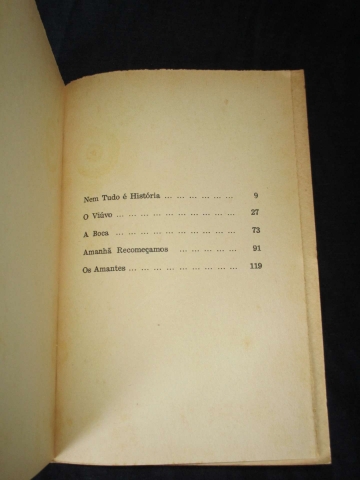 Nem Tudo é História ... ... ... ... ... ... 9
O Viúvo ... ... ... ... ... ... ... ... ... 27
A Boca ... ... ... ... ... ... ... ... ... 73
Amanhã Recomeçamos ... ... ... ... ... 91
Os Amantes ... ... ... ... ... ... ... ... 119